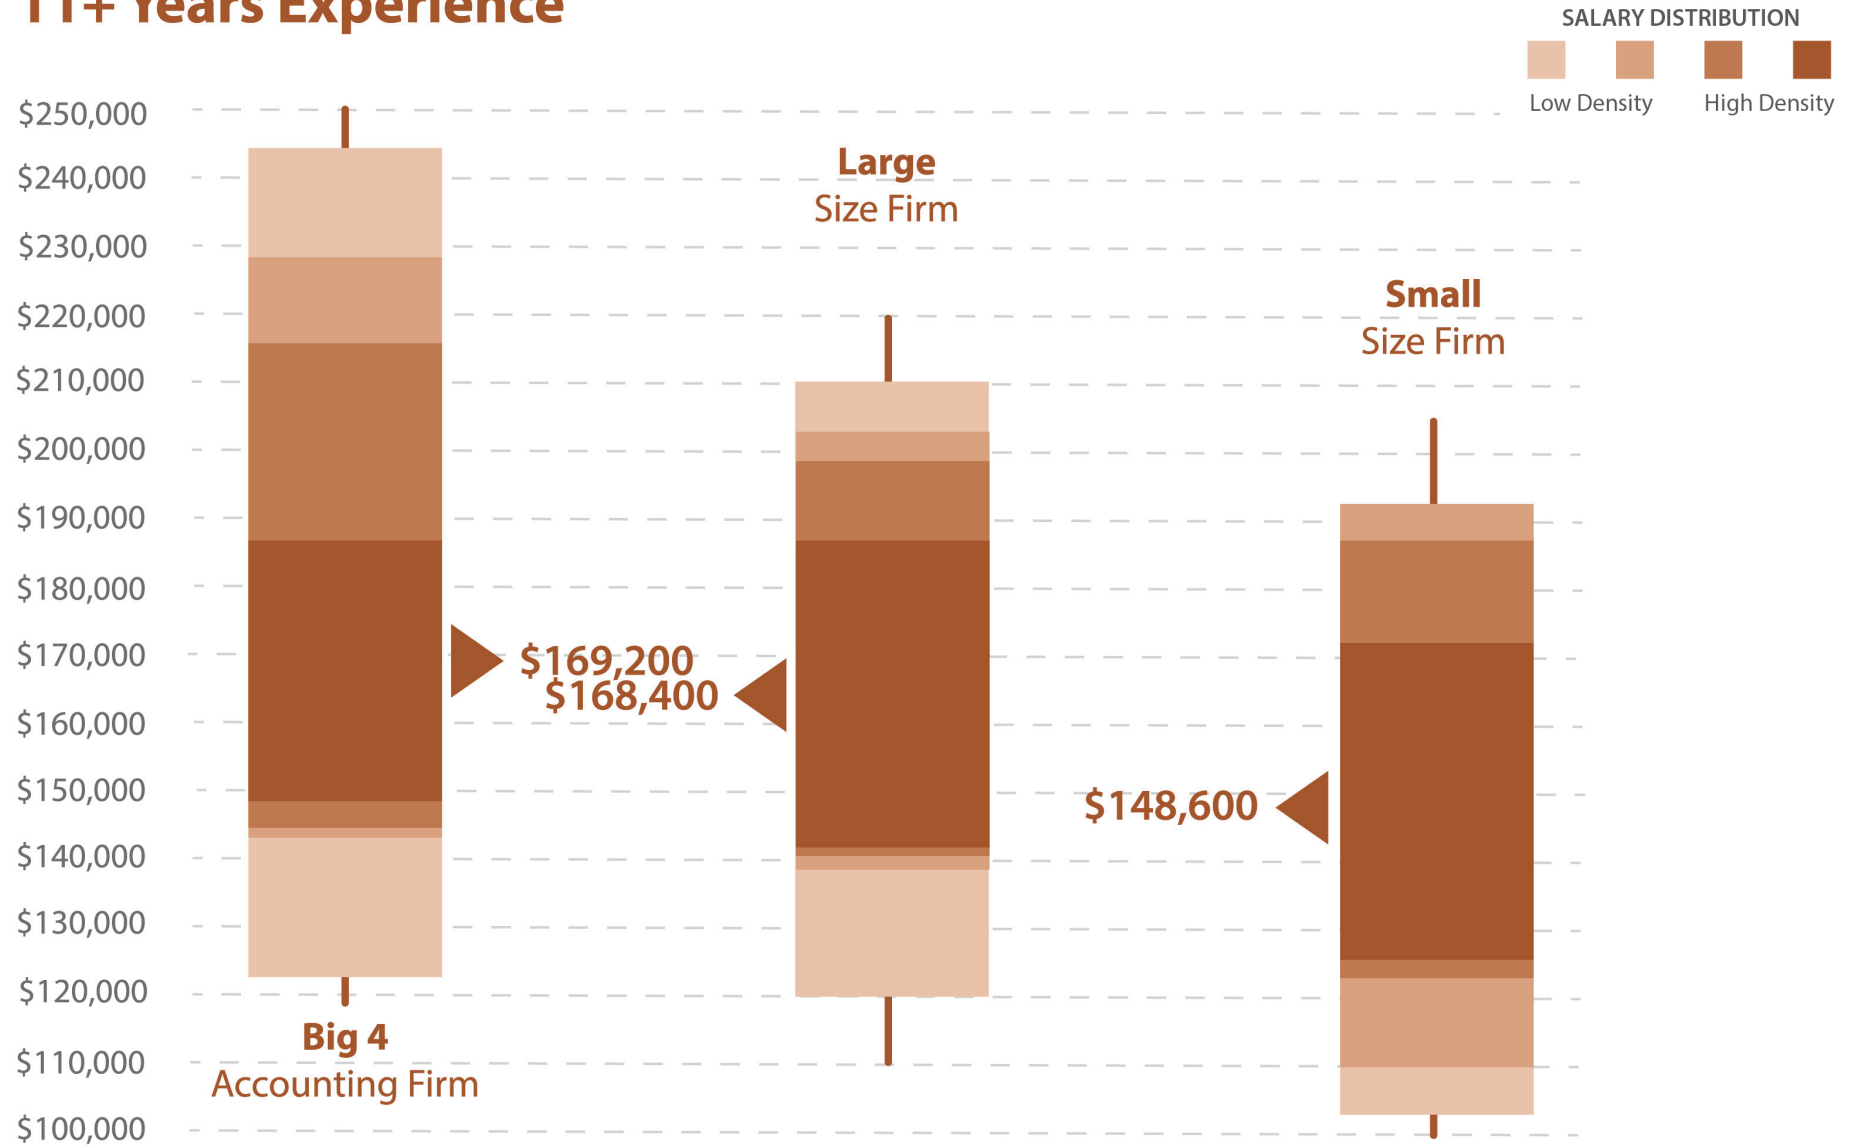 11+ Years Experience
SALARY DISTRIBUTION
Low Density
High Density
$250,000
$240,000
$230,000
$220,000
$210,000
$200,000
$190,000
$180,000
$170,000
$160,000
$150,000
$140,000
$130,000
$120,000
$110,000
$100,000
Big 4
Accounting Firm
$169,200
Large
Size Firm
$168,400
Small
Size Firm
$148,600